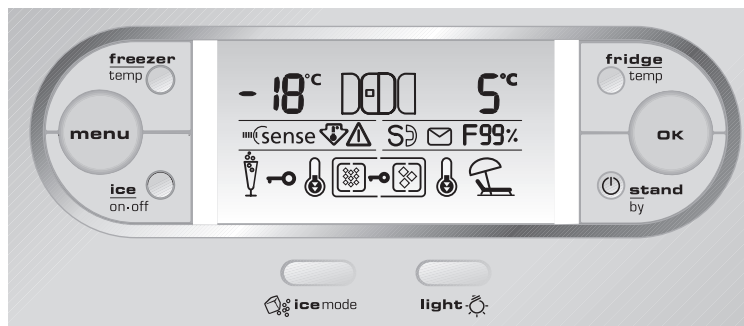 freezer
temp
fridge
temp
-18°C
5°C
menu
OK
sense
S
F99%
ice
on·off
stand
by
ice mode
light